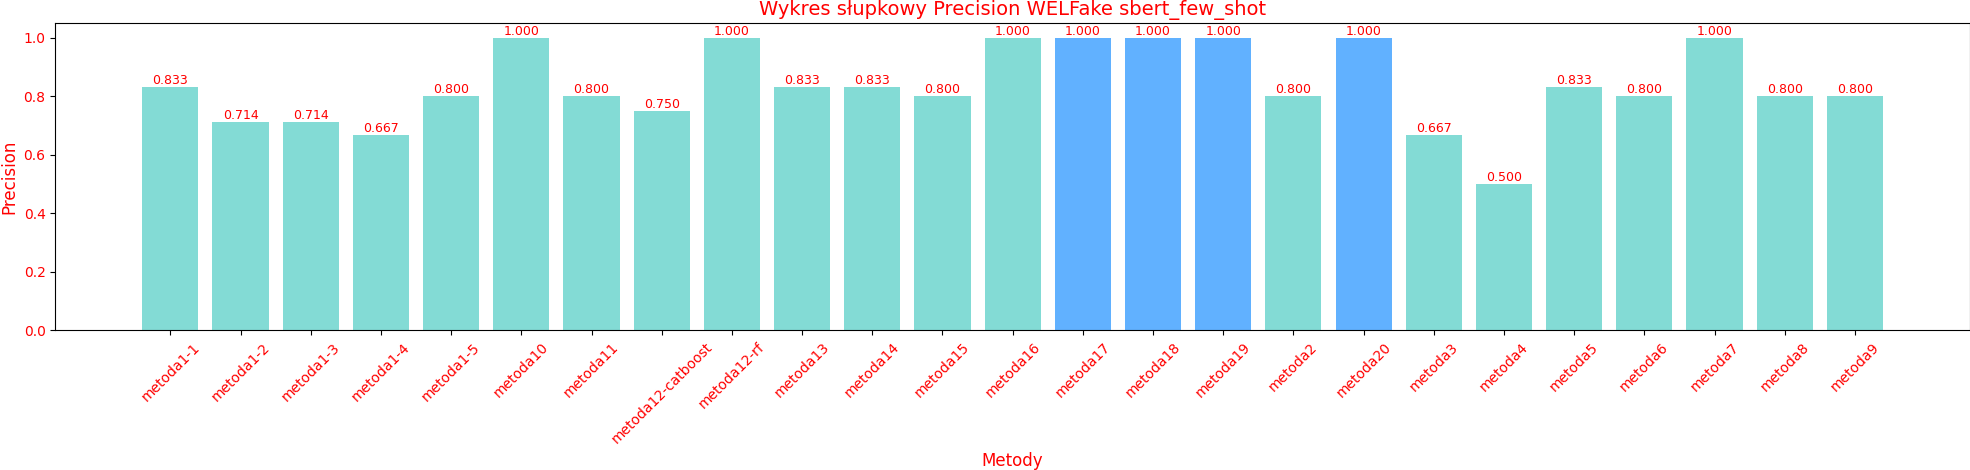 Wykres słupkowy Precision WELFake sbert_few_shot
Precision
1.0
0.8
0.6
0.4
0.2
0.0
0.833
0.714
0.714
0.667
0.800
1.000
0.800
0.750
1.000
0.833
0.833
0.800
1.000
1.000
1.000
1.000
0.800
1.000
0.667
0.500
0.833
0.800
1.000
0.800
0.800
metoda1-1
metoda1-2
metoda1-3
metoda1-4
metoda1-5
metoda10
metoda11
metoda12-catboost
metoda12-rf
metoda13
metoda14
metoda15
metoda16
metoda17
metoda18
metoda19
metoda2
metoda20
metoda3
metoda4
metoda5
metoda6
metoda7
metoda8
metoda9
Metody